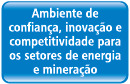 Ambiente de
confiança, inovação e
competitividade para
os setores de energia
e mineração